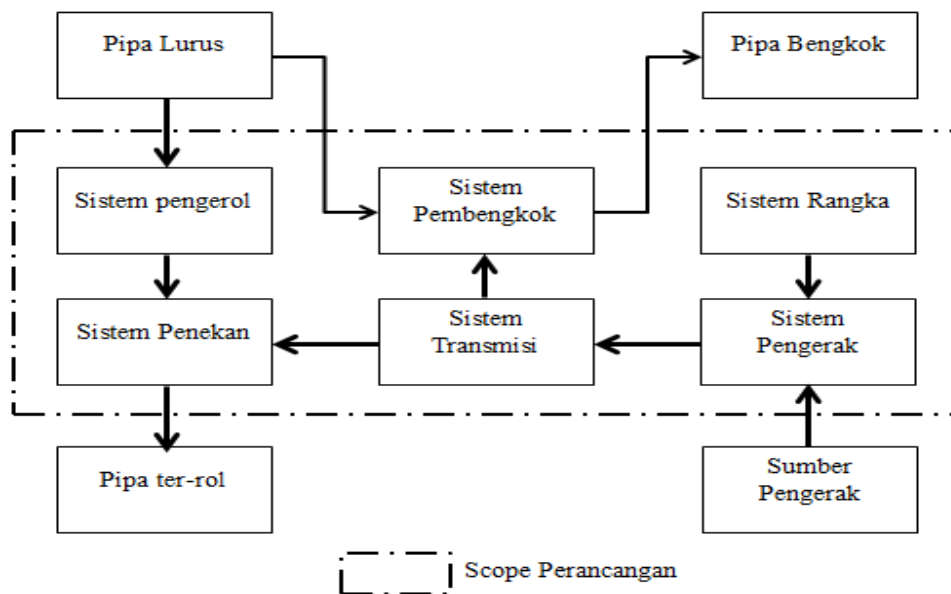 Pipa Lurus
Pipa Bengkok
Sistem pengerol
Sistem
Pembengkok
Sistem Rangka
Sistem Penekan
Sistem
Transmisi
Sistem
Pengerak
Pipa ter-rol
Sumber
Pengerak
Scope Perancangan